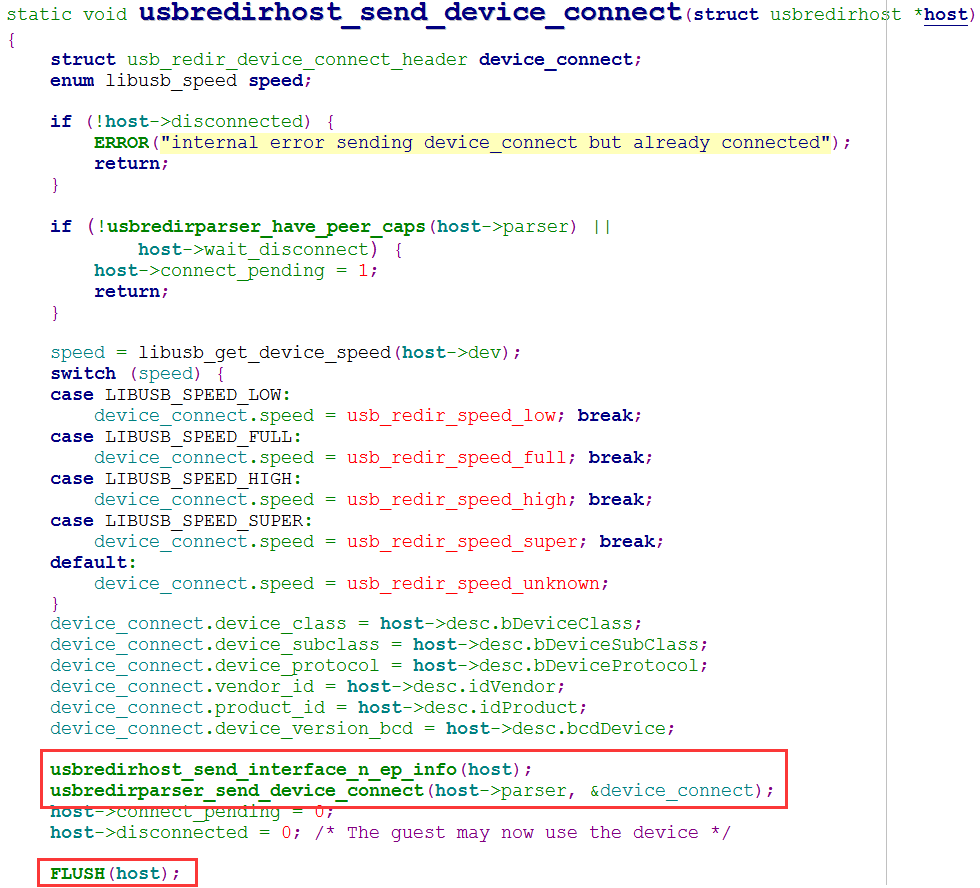 static void usbredirhost_send_device_connect(struct usbredirhost *host)
{
    struct usb_redir_device_connect_header device_connect;
    enum libusb_speed speed;

    if (!host->disconnected) {
        ERROR("internal error sending device_connect but already connected");
        return;
    }

    if (!usbredirparser_have_peer_caps(host->parser) ||
            host->wait_disconnect) {
        host->connect_pending = 1;
        return;
    }

    speed = libusb_get_device_speed(host->dev);
    switch (speed) {
    case LIBUSB_SPEED_LOW:
        device_connect.speed = usb_redir_speed_low; break;
    case LIBUSB_SPEED_FULL:
        device_connect.speed = usb_redir_speed_full; break;
    case LIBUSB_SPEED_HIGH:
        device_connect.speed = usb_redir_speed_high; break;
    case LIBUSB_SPEED_SUPER:
        device_connect.speed = usb_redir_speed_super; break;
    default:
        device_connect.speed = usb_redir_speed_unknown;
    }
    device_connect.device_class = host->desc.bDeviceClass;
    device_connect.device_subclass = host->desc.bDeviceSubClass;
    device_connect.device_protocol = host->desc.bDeviceProtocol;
    device_connect.vendor_id = host->desc.idVendor;
    device_connect.product_id = host->desc.idProduct;
    device_connect.device_version_bcd = host->desc.bcdDevice;

    usbredirhost_send_interface_n_ep_info(host);
    usbredirparser_send_device_connect(host->parser, &device_connect);
    host->connect_pending = 0;
    host->disconnected = 0; /* The guest may now use the device */

    FLUSH(host);